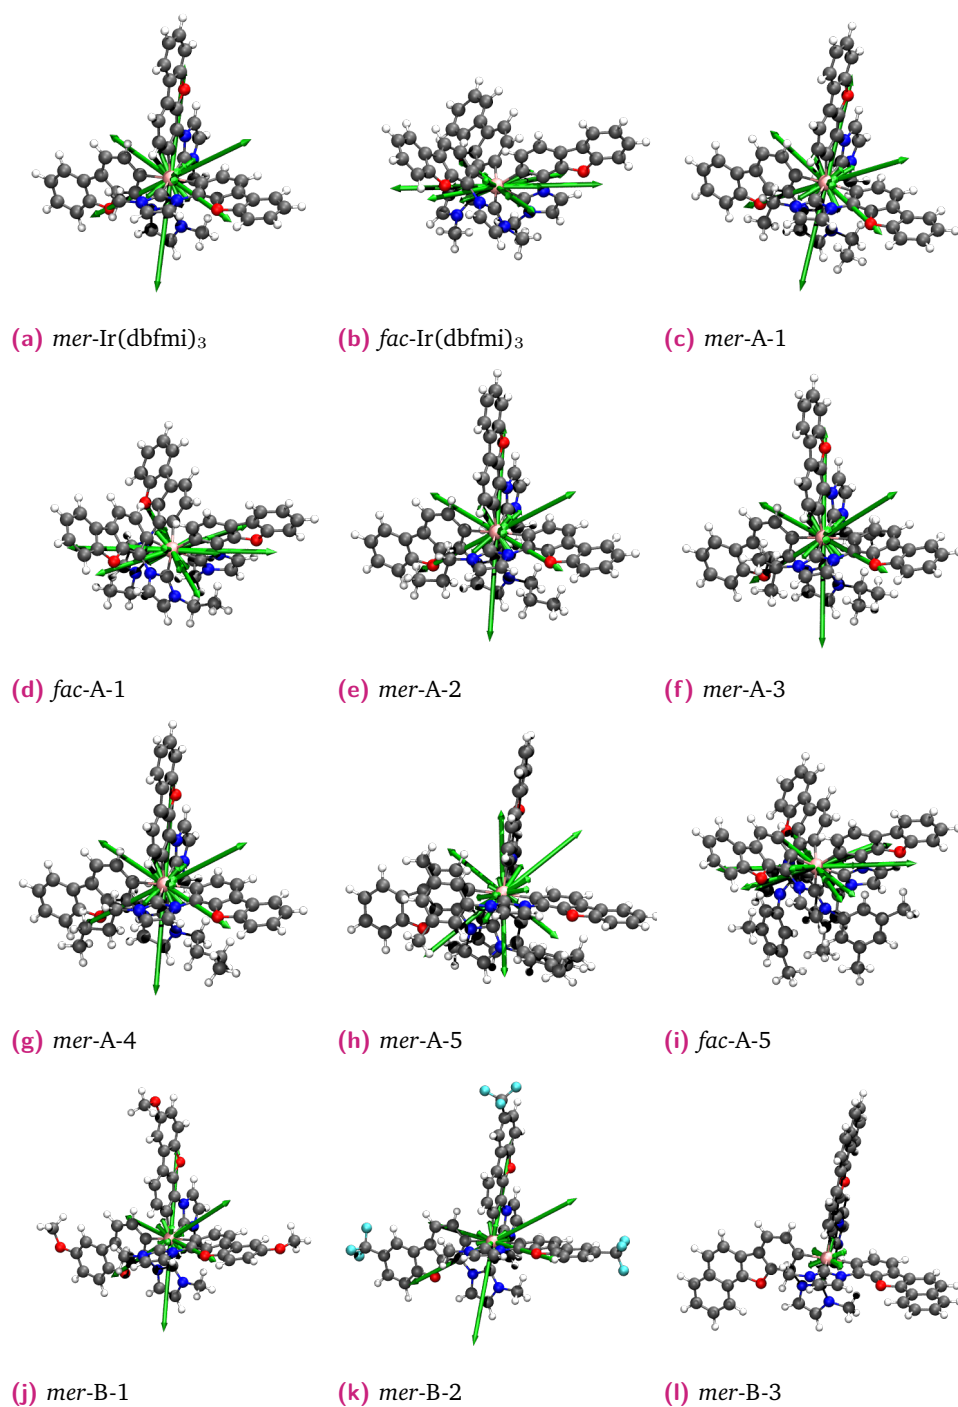 (a) mer-Ir(dbfmi)₃ (b) fac-Ir(dbfmi)₃ (c) mer-A-1
(d) fac-A-1 (e) mer-A-2 (f) mer-A-3
(g) mer-A-4 (h) mer-A-5 (i) fac-A-5
(j) mer-B-1 (k) mer-B-2 (l) mer-B-3